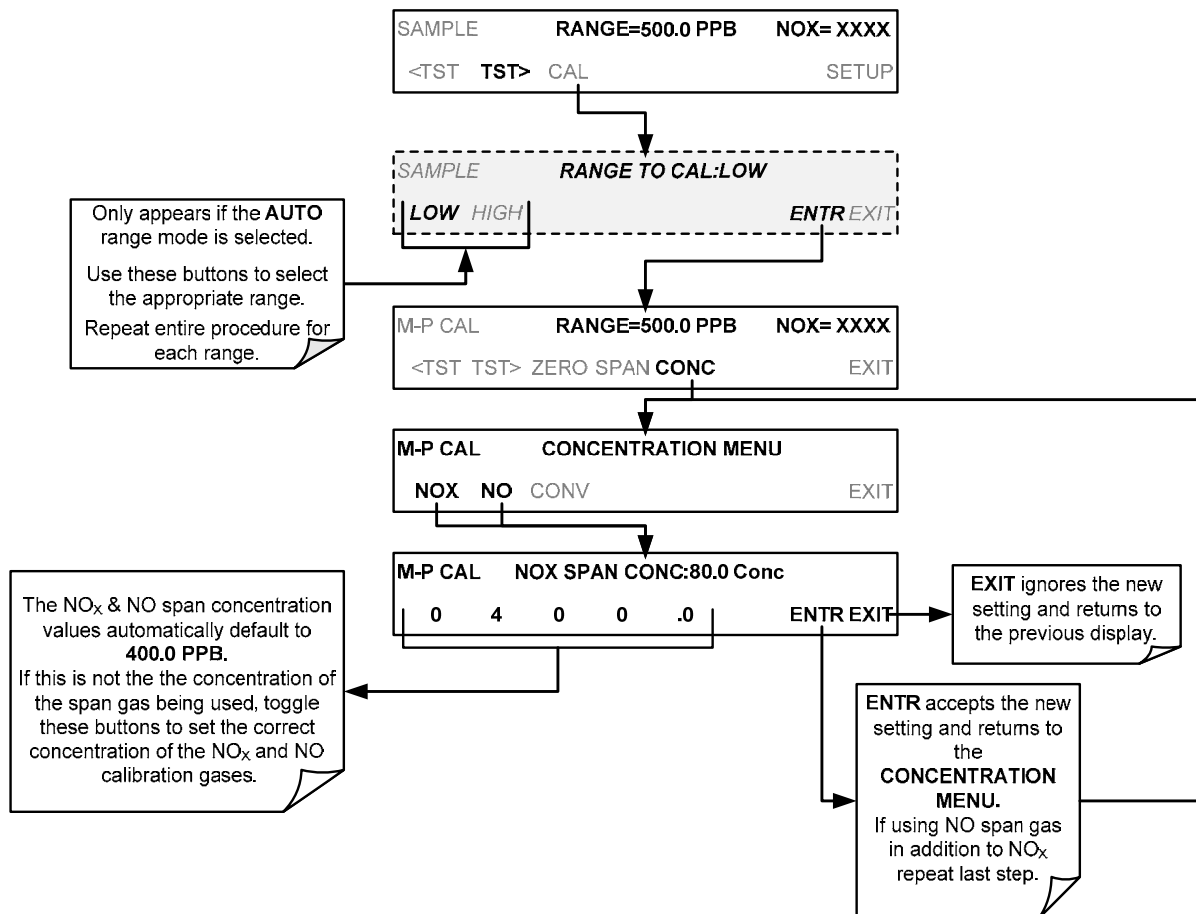 SAMPLE RANGE=500.0 PPB NOX= XXXX
<TST TST> CAL SETUP
SAMPLE RANGE TO CAL:LOW
LOW HIGH ENTR EXIT
Only appears if the AUTO
range mode is selected.
Use these buttons to select
the appropriate range.
Repeat entire procedure for
each range.
M-P CAL RANGE=500.0 PPB NOX= XXXX
<TST TST> ZERO SPAN CONC EXIT
M-P CAL CONCENTRATION MENU
NOX NO CONV EXIT
M-P CAL NOX SPAN CONC:80.0 Conc
0 4 0 0 .0 ENTR EXIT
The NOX & NO span concentration
values automatically default to
400.0 PPB.
If this is not the the concentration of
the span gas being used, toggle
these buttons to set the correct
concentration of the NOX and NO
calibration gases.
EXIT ignores the new
setting and returns to
the previous display.
ENTR accepts the new
setting and returns to
the
CONCENTRATION
MENU.
If using NO span gas
in addition to NOX
repeat last step.